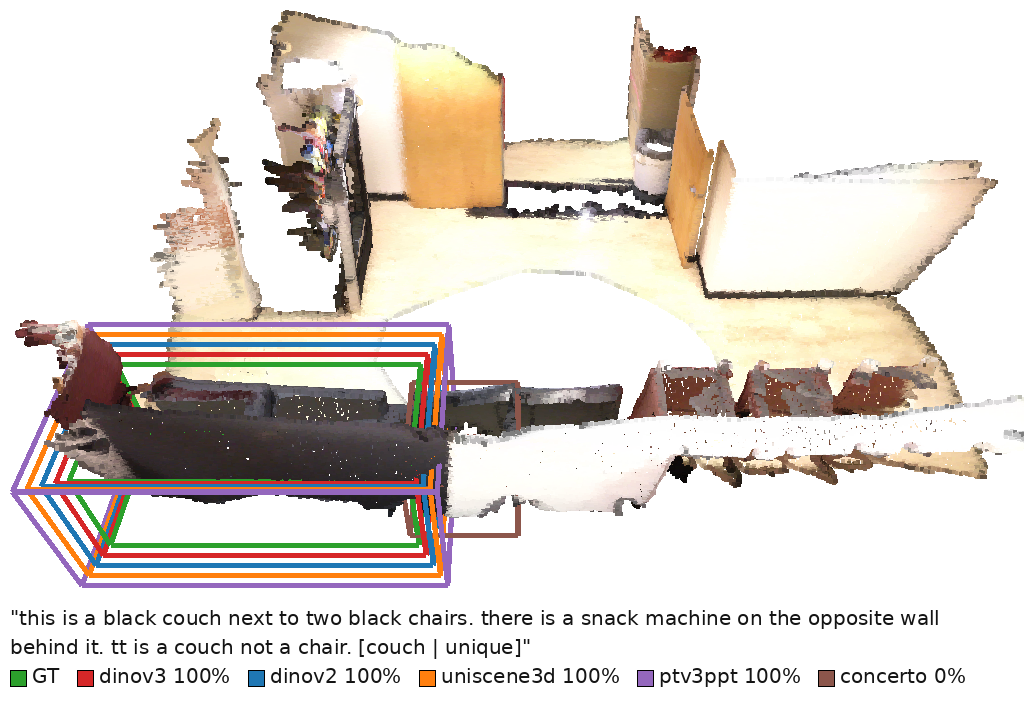 "this is a black couch next to two black chairs. there is a snack machine on the opposite wall
behind it. tt is a couch not a chair. [couch | unique]"
GT dinov3 100% dinov2 100% uniscene3d 100% ptv3ppt 100% concerto 0%